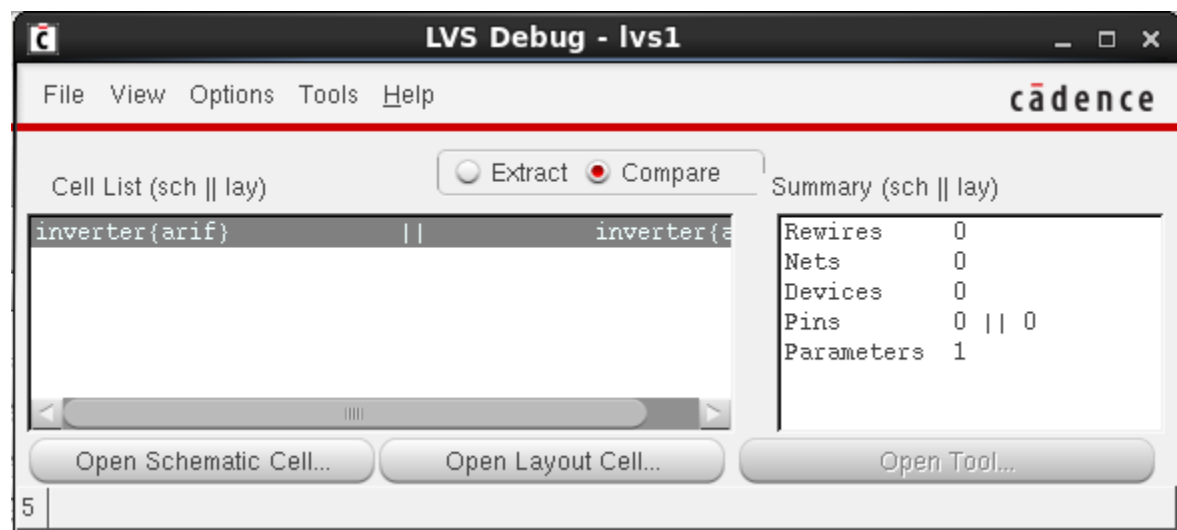 LVS Debug - lvs1
File View Options Tools Help
cādence
Extract Compare
Cell List (sch || lay)
Summary (sch || lay)
inverter{arif} || inverter{a
Rewires 0
Nets 0
Devices 0
Pins 0 || 0
Parameters 1
Open Schematic Cell... Open Layout Cell... Open Tool...
5